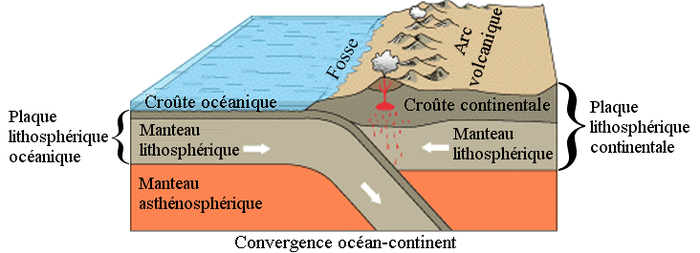 Fosse
Arc
volcanique
Croûte océanique
Croûte continentale
Plaque
lithosphérique
océanique
Manteau
lithosphérique
Manteau
lithosphérique
Plaque
lithosphérique
continentale
Manteau
asthénosphérique
Convergence océan-continent